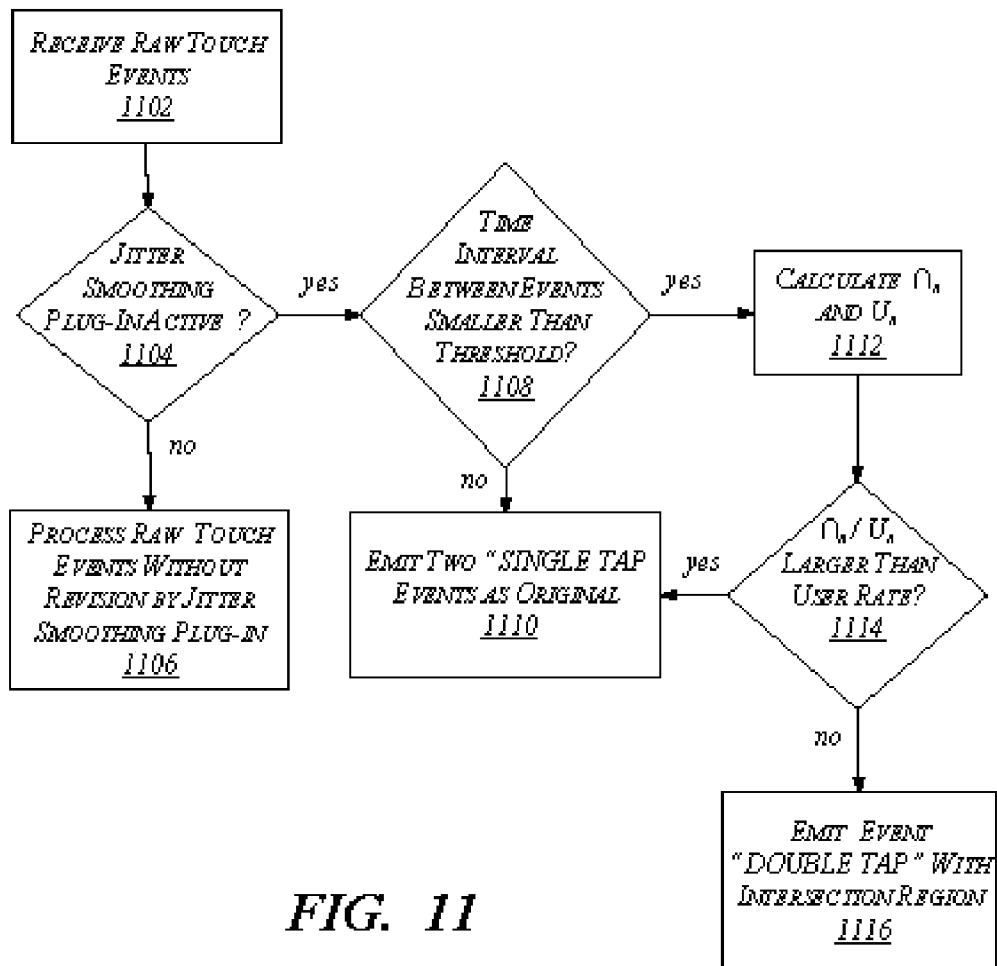 RECEIVE RAW TOUCH
EVENTS
1102
JITTER
SMOOTHING
PLUG-IN ACTIVE ?
1104
yes
no
PROCESS RAW TOUCH
EVENTS WITHOUT
REVISION BY JITTER
SMOOTHING PLUG-IN
1106
TIME
INTERVAL
BETWEEN EVENTS
SMALLER THAN
THRESHOLD?
1108
yes
no
EMIT TWO "SINGLE TAP
EVENTS AS ORIGINAL
1110
CALCULATE ∩ₙ
AND Uₙ
1112
∩ₙ / Uₙ
LARGER THAN
USER RATE?
1114
yes
no
EMIT EVENT
"DOUBLE TAP" WITH
INTERSECTION REGION
1116
FIG. 11